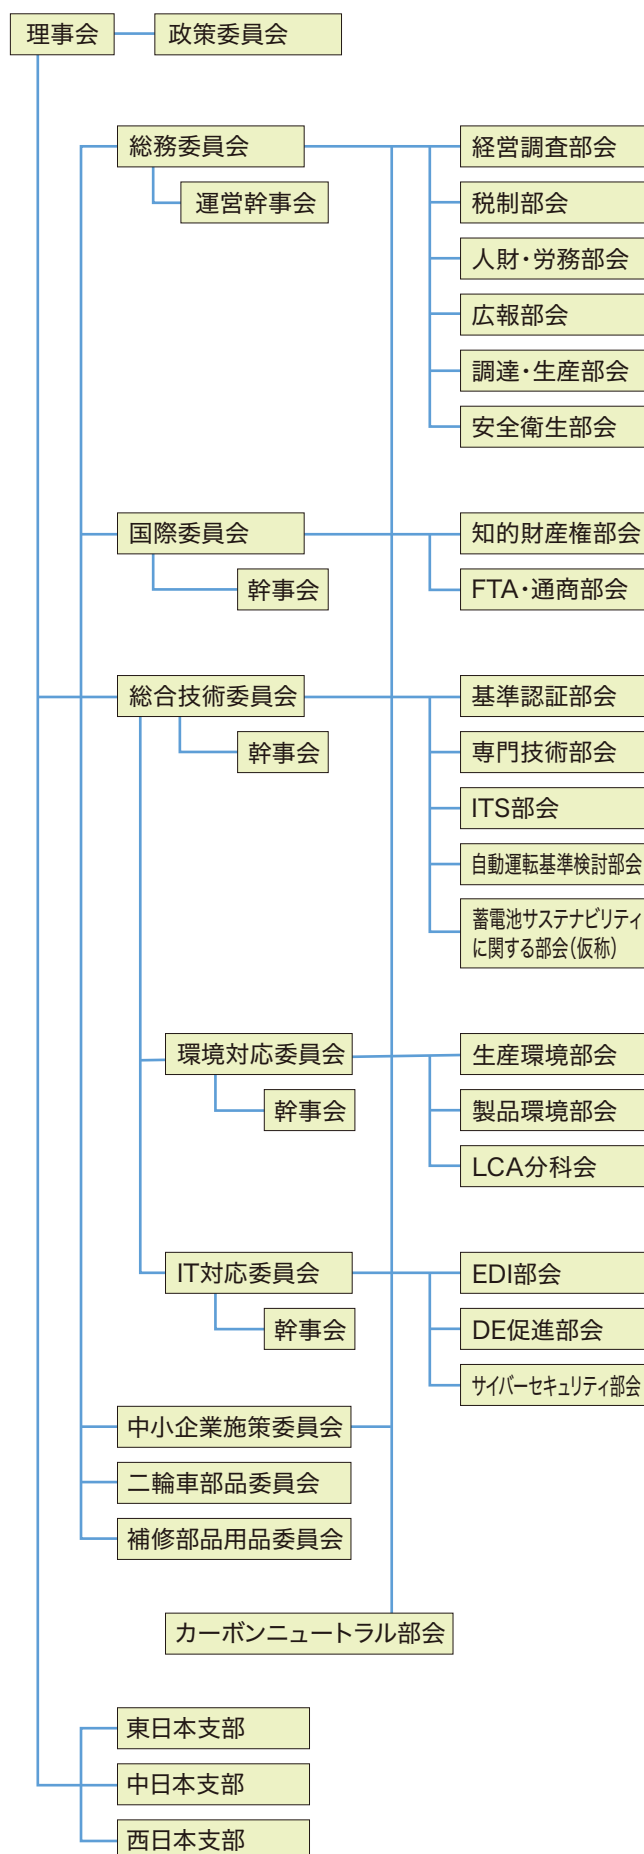 理事会
政策委員会
総務委員会
運営幹事会
経営調査部会
税制部会
人財・労務部会
広報部会
調達・生産部会
安全衛生部会
国際委員会
幹事会
知的財産権部会
FTA・通商部会
総合技術委員会
幹事会
基準認証部会
専門技術部会
ITS部会
自動運転基準検討部会
蓄電池サステナビリティ
に関する部会(仮称)
環境対応委員会
幹事会
生産環境部会
製品環境部会
LCA分科会
IT対応委員会
幹事会
EDI部会
DE促進部会
サイバーセキュリティ部会
中小企業施策委員会
二輪車部品委員会
補修部品用品委員会
カーボンニュートラル部会
東日本支部
中日本支部
西日本支部